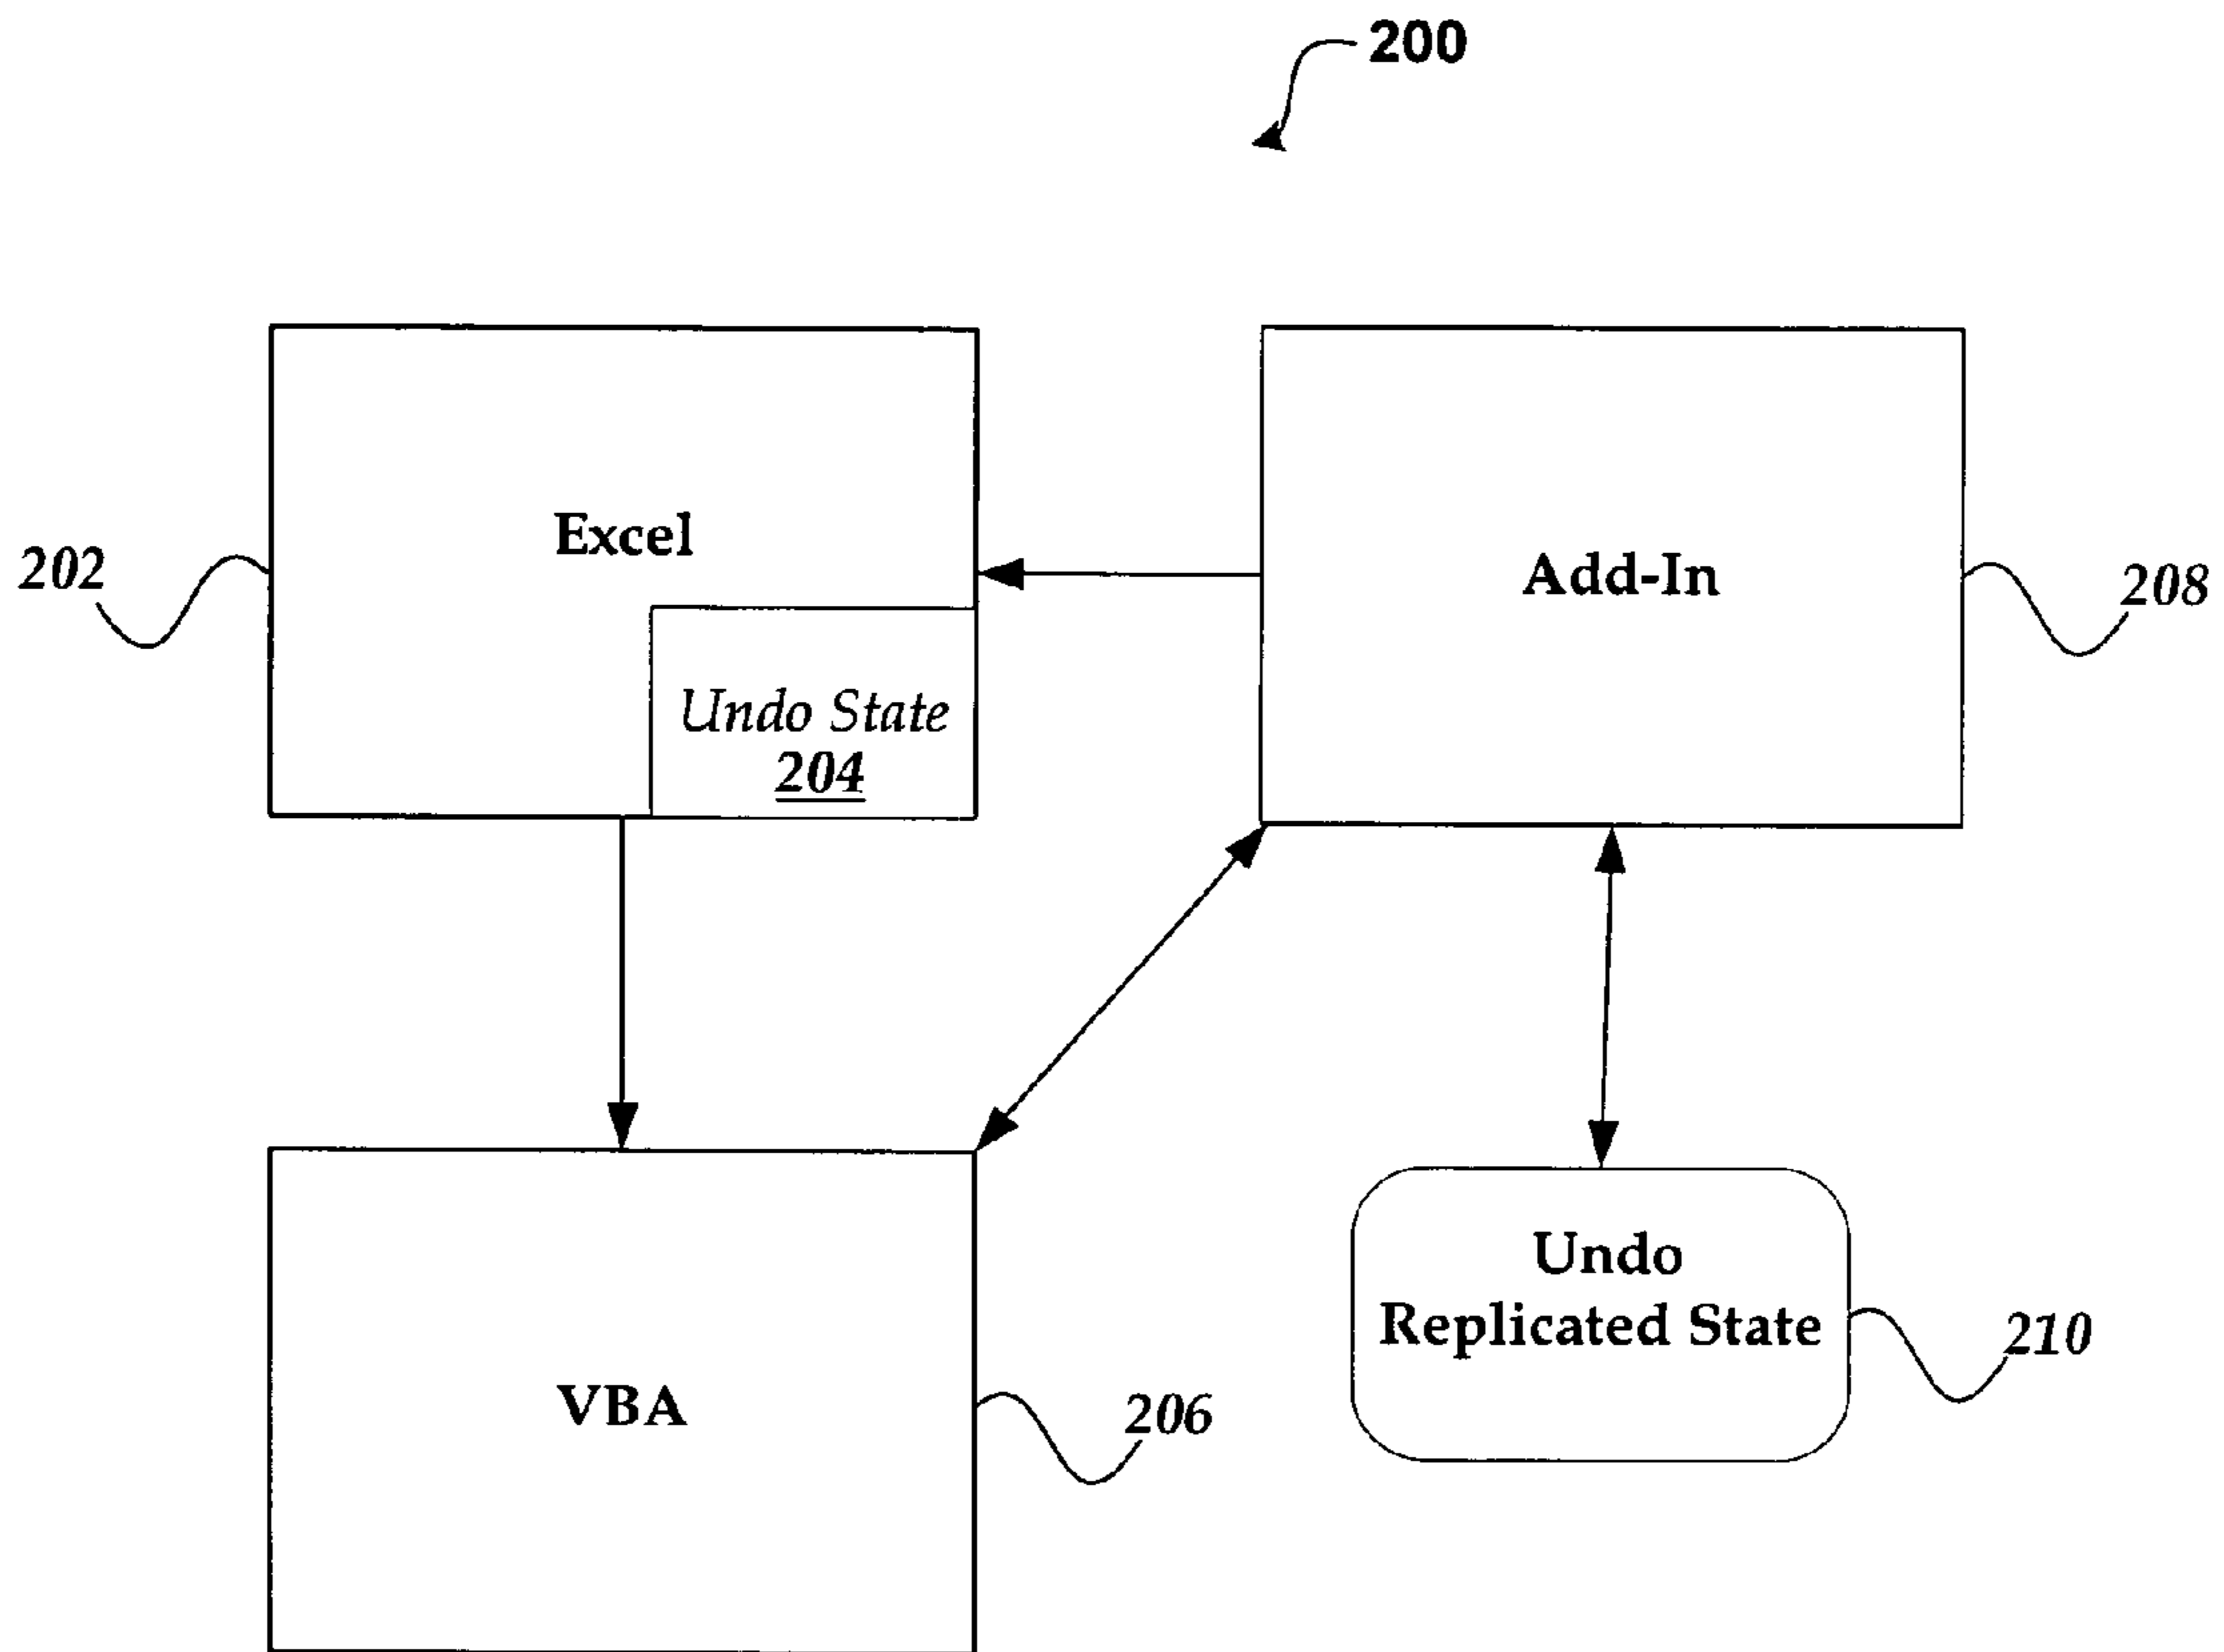 200
Excel
202
Add-In
208
Undo State
204
Undo
Replicated State
210
VBA
206